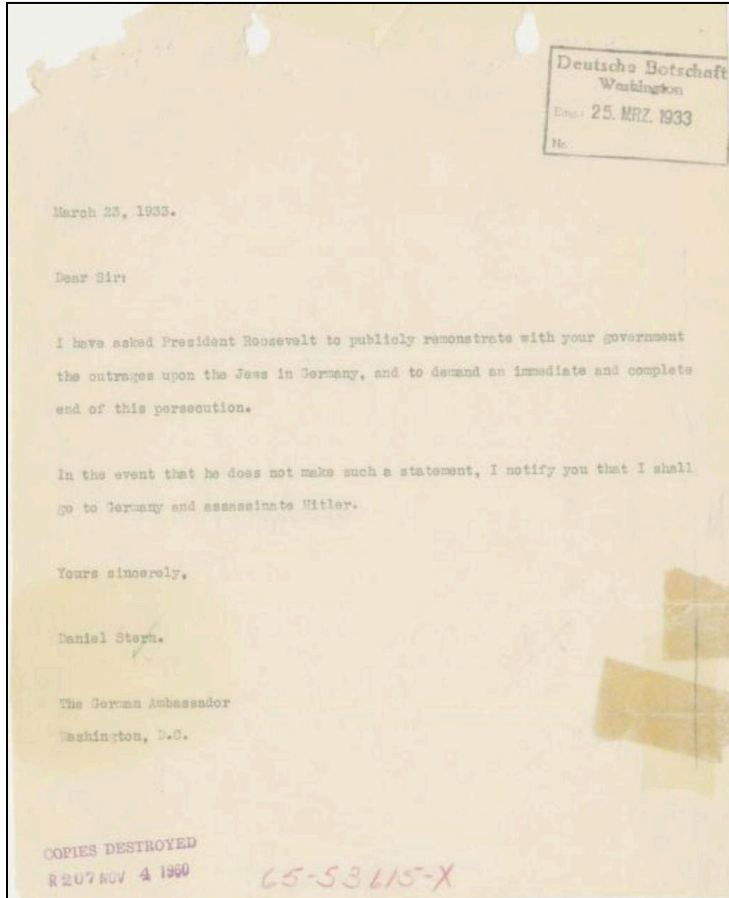 Deutsche Botschaft
Washington
Eing.: 25. MRZ. 1933
Nr.
March 23, 1933.
Dear Sir:
I have asked President Roosevelt to publicly remonstrate with your government
the outrages upon the Jews in Germany, and to demand an immediate and complete
end of this persecution.
In the event that he does not make such a statement, I notify you that I shall
go to Germany and assassinate Hitler.
Yours sincerely,
Daniel Stern.
The German Ambassador
Washington, D.C.
COPIES DESTROYED
R207 NOV 4 1960
65-53615-X